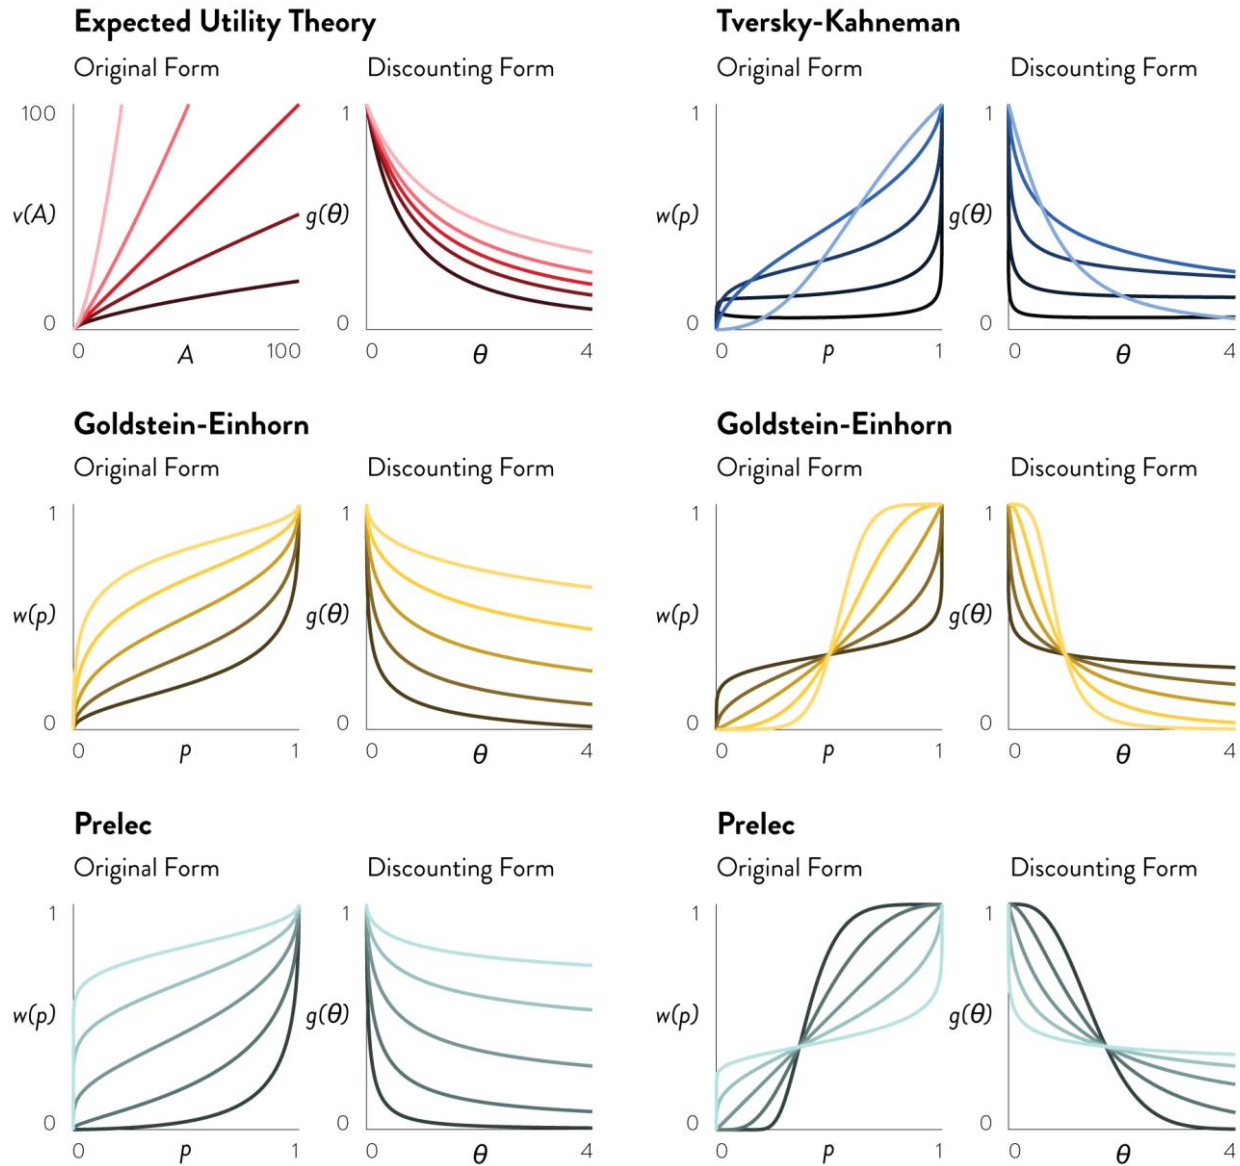 Expected Utility Theory
Original Form
Discounting Form
100
v(A)
0
0
A
100
1
g(θ)
0
0
θ
4
Tversky-Kahneman
Original Form
Discounting Form
1
w(p)
0
0
p
1
1
g(θ)
0
0
θ
4
Goldstein-Einhorn
Original Form
Discounting Form
1
w(p)
0
0
p
1
1
g(θ)
0
0
θ
4
Goldstein-Einhorn
Original Form
Discounting Form
1
w(p)
0
0
p
1
1
g(θ)
0
0
θ
4
Prelec
Original Form
Discounting Form
1
w(p)
0
0
p
1
1
g(θ)
0
0
θ
4
Prelec
Original Form
Discounting Form
1
w(p)
0
0
p
1
1
g(θ)
0
0
θ
4